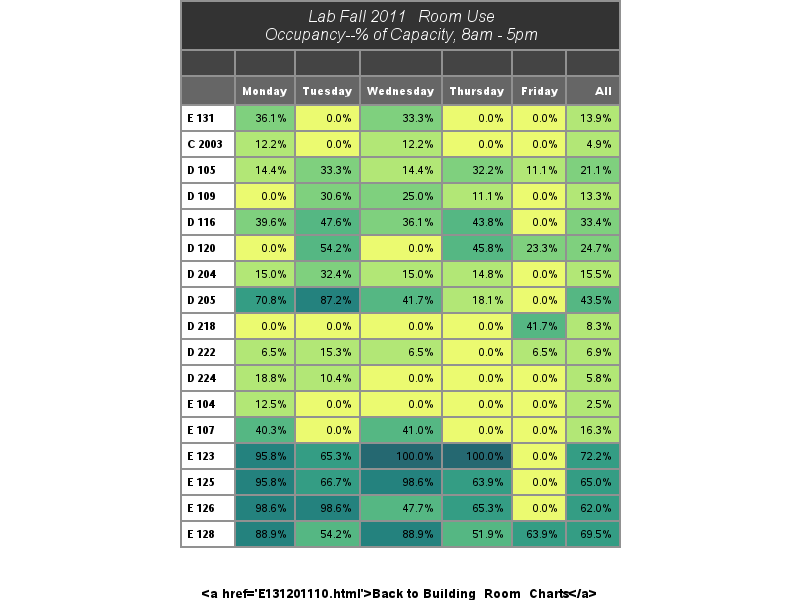 Lab Fall 2011 Room Use
Occupancy--% of Capacity, 8am - 5pm
Monday Tuesday Wednesday Thursday Friday All
E 131 36.1% 0.0% 33.3% 0.0% 0.0% 13.9%
C 2003 12.2% 0.0% 12.2% 0.0% 0.0% 4.9%
D 105 14.4% 33.3% 14.4% 32.2% 11.1% 21.1%
D 109 0.0% 30.6% 25.0% 11.1% 0.0% 13.3%
D 116 39.6% 47.6% 36.1% 43.8% 0.0% 33.4%
D 120 0.0% 54.2% 0.0% 45.8% 23.3% 24.7%
D 204 15.0% 32.4% 15.0% 14.8% 0.0% 15.5%
D 205 70.8% 87.2% 41.7% 18.1% 0.0% 43.5%
D 218 0.0% 0.0% 0.0% 0.0% 41.7% 8.3%
D 222 6.5% 15.3% 6.5% 0.0% 6.5% 6.9%
D 224 18.8% 10.4% 0.0% 0.0% 0.0% 5.8%
E 104 12.5% 0.0% 0.0% 0.0% 0.0% 2.5%
E 107 40.3% 0.0% 41.0% 0.0% 0.0% 16.3%
E 123 95.8% 65.3% 100.0% 100.0% 0.0% 72.2%
E 125 95.8% 66.7% 98.6% 63.9% 0.0% 65.0%
E 126 98.6% 98.6% 47.7% 65.3% 0.0% 62.0%
E 128 88.9% 54.2% 88.9% 51.9% 63.9% 69.5%
<a href='E131201110.html'>Back to Building Room Charts</a>